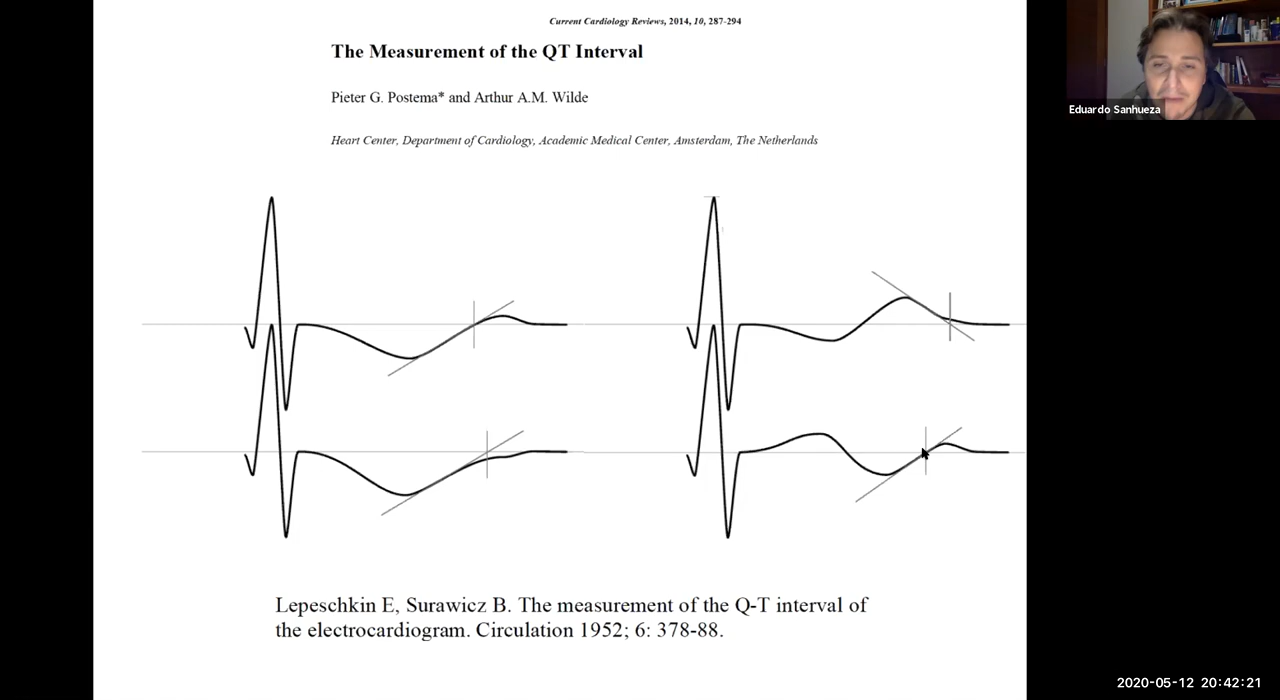 Current Cardiology Reviews, 2014, 10, 287-294
The Measurement of the QT Interval
Pieter G. Postema* and Arthur A.M. Wilde
Heart Center, Department of Cardiology, Academic Medical Center, Amsterdam, The Netherlands
Eduardo Sanhueza
Lepeschkin E, Surawicz B. The measurement of the Q-T interval of
the electrocardiogram. Circulation 1952; 6: 378-88.
2020-05-12 20:42:21